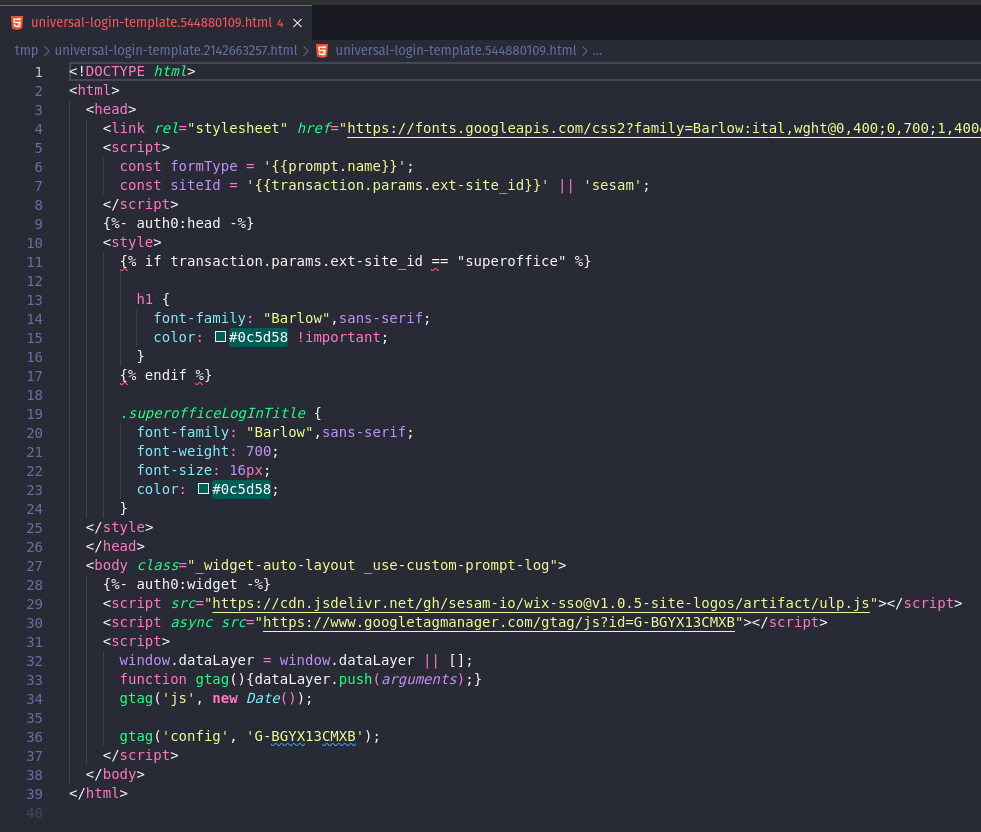 universal-login-template.544880109.html 4 ×
tmp > universal-login-template.2142663257.html > universal-login-template.544880109.html > ...
1 <!DOCTYPE html>
2 <html>
3   <head>
4     <link rel="stylesheet" href="https://fonts.googleapis.com/css2?family=Barlow:ital,wght@0,400;0,700;1,400&
5     <script>
6       const formType = '{{prompt.name}}';
7       const siteId = '{{transaction.params.ext-site_id}}' || 'sesam';
8     </script>
9     {%- auth0:head -%}
10     <style>
11       {% if transaction.params.ext-site_id == "superoffice" %}
12
13         h1 {
14           font-family: "Barlow",sans-serif;
15           color: #0c5d58 !important;
16         }
17       {% endif %}
18
19       .superofficeLogInTitle {
20         font-family: "Barlow",sans-serif;
21         font-weight: 700;
22         font-size: 16px;
23         color: #0c5d58;
24       }
25   </style>
26   </head>
27   <body class="_widget-auto-layout _use-custom-prompt-log">
28     {%- auth0:widget -%}
29     <script src="https://cdn.jsdelivr.net/gh/sesam-io/wix-sso@v1.0.5-site-logos/artifact/ulp.js"></script>
30     <script async src="https://www.googletagmanager.com/gtag/js?id=G-BGYX13CMXB"></script>
31     <script>
32       window.dataLayer = window.dataLayer || [];
33       function gtag(){dataLayer.push(arguments);}
34       gtag('js', new Date());
35
36       gtag('config', 'G-BGYX13CMXB');
37     </script>
38   </body>
39 </html>
40